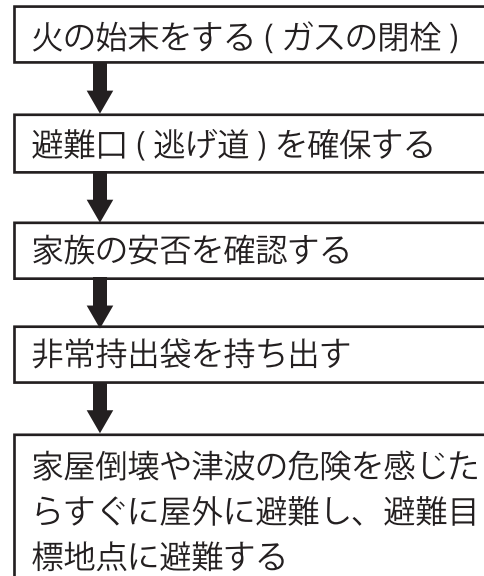 火の始末をする ( ガスの閉栓 )
避難口 ( 逃げ道 ) を確保する
家族の安否を確認する
非常持出袋を持ち出す
家屋倒壊や津波の危険を感じた
らすぐに屋外に避難し、避難目
標地点に避難する